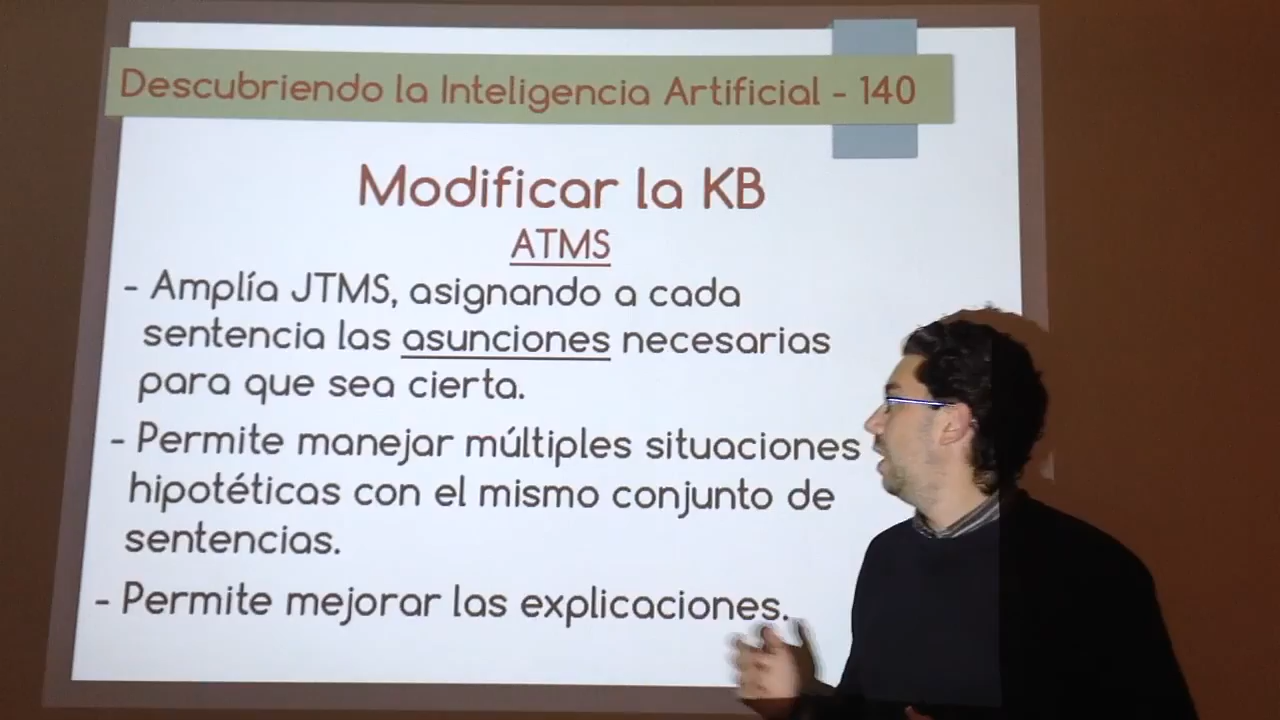 Descubriendo la Inteligencia Artificial - 140
Modificar la KB
ATMS
- Amplía JTMS, asignando a cada
sentencia las asunciones necesarias
para que sea cierta.
- Permite manejar múltiples situaciones
hipotéticas con el mismo conjunto de
sentencias.
- Permite mejorar las explicaciones.